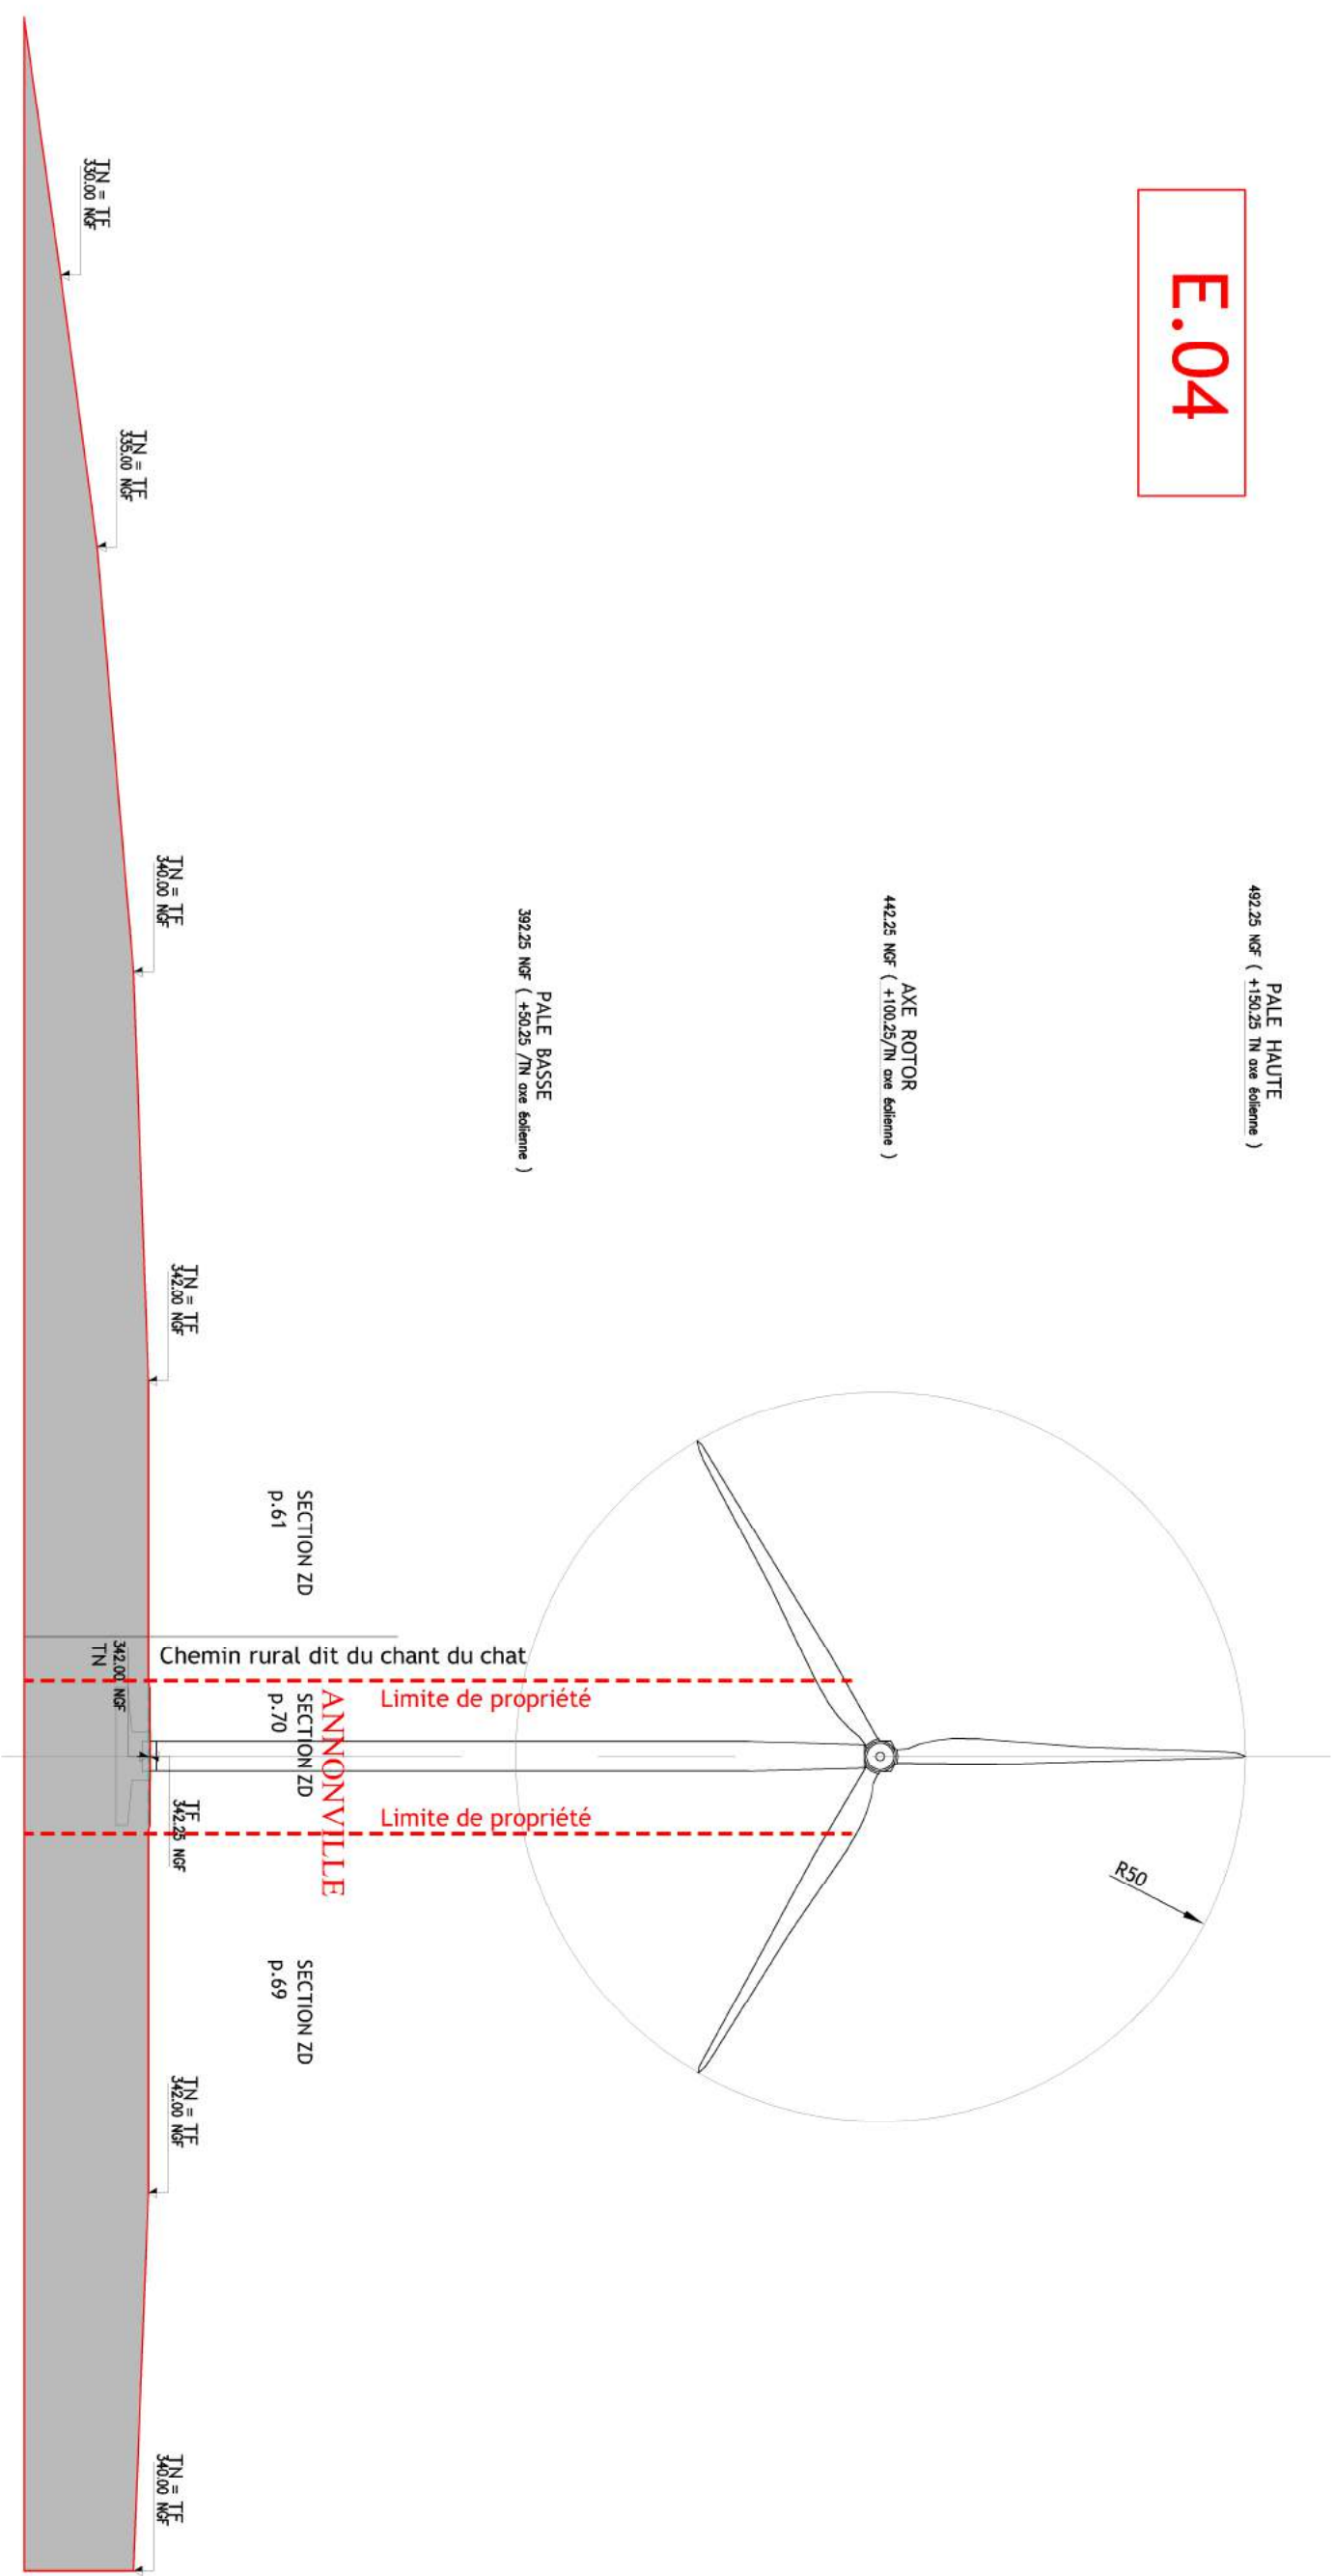 E.04
PALE HAUTE
492.25 NGF ( +150.25 TN axe éolienne )
AXE ROTOR
442.25 NGF ( +100.25/TN axe éolienne )
PALE BASSE
392.25 NGF ( +50.25 /TN axe éolienne )
R50
TN = TF
330.00 NGF
TN = TF
335.00 NGF
TN = TF
340.00 NGF
TN = TF
342.00 NGF
SECTION ZD
p.61
Chemin rural dit du chant du chat
Limite de propriété
ANNONVILLE
SECTION ZD
p.70
Limite de propriété
342.00 NGF
TN
TF
342.25 NGF
SECTION ZD
p.69
TN = TF
342.00 NGF
TN = TF
340.00 NGF